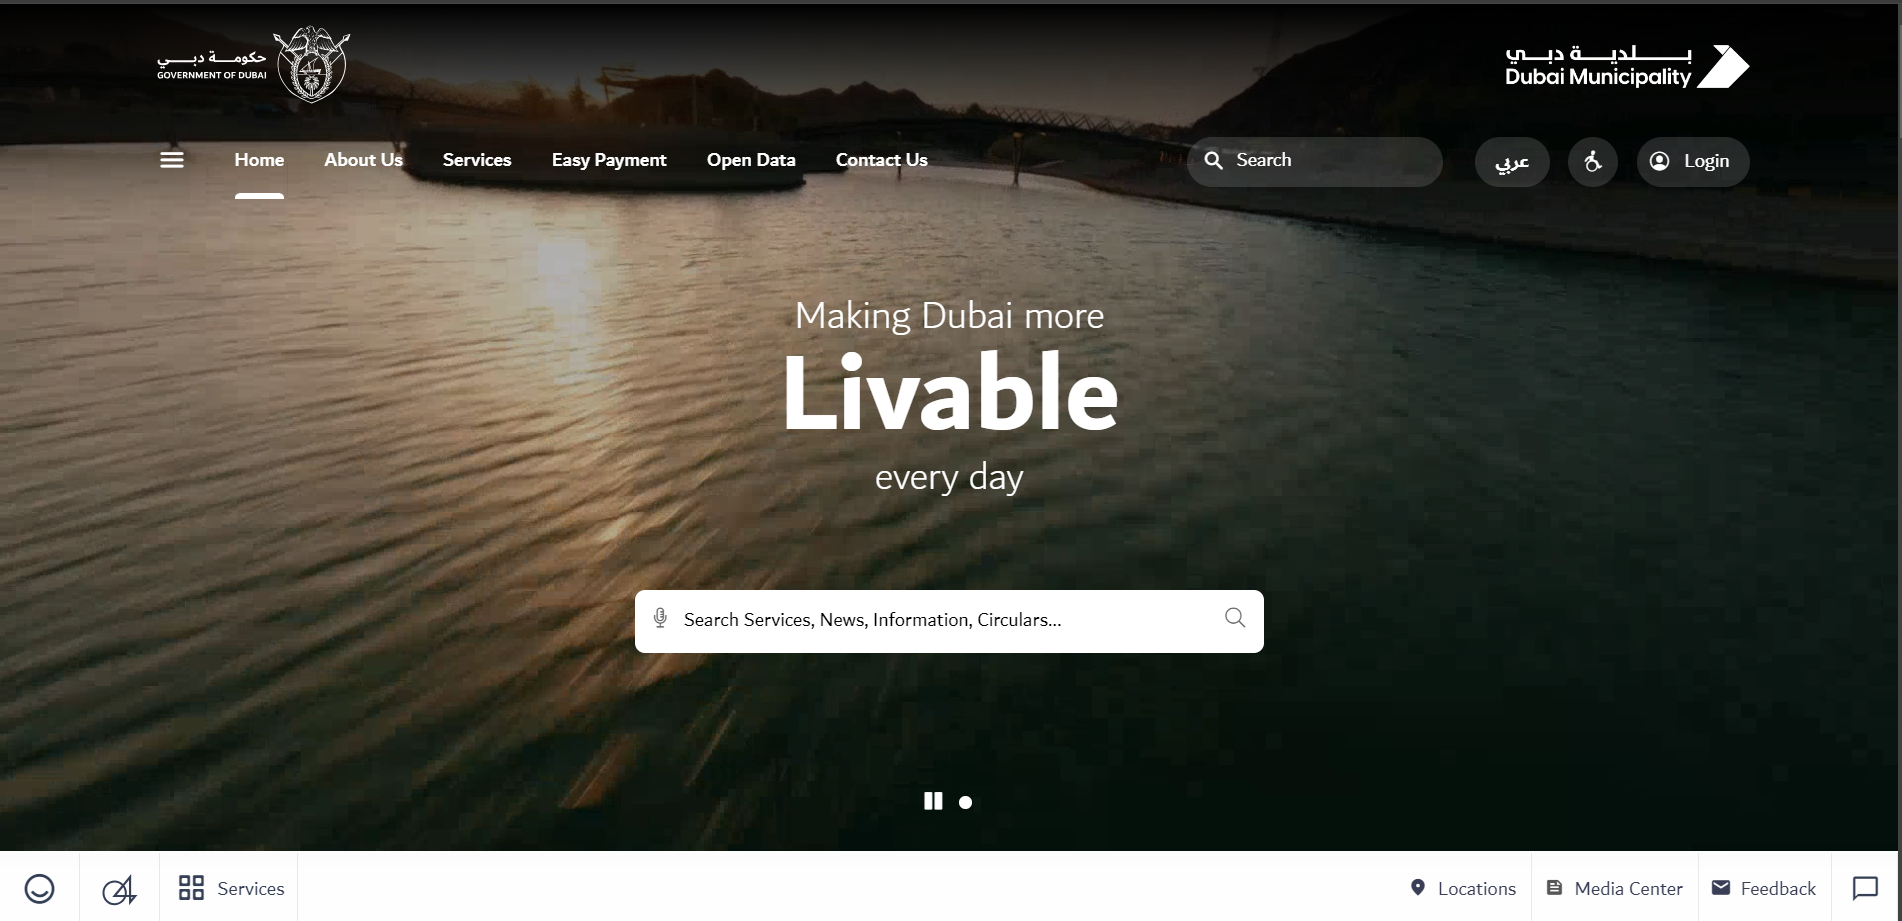 حكومة دبي
GOVERNMENT OF DUBAI
بلدية دبي
Dubai Municipality
Home
About Us
Services
Easy Payment
Open Data
Contact Us
Search
عربي
Login
Making Dubai more
Livable
every day
Search Services, News, Information, Circulars...
Services
Locations
Media Center
Feedback